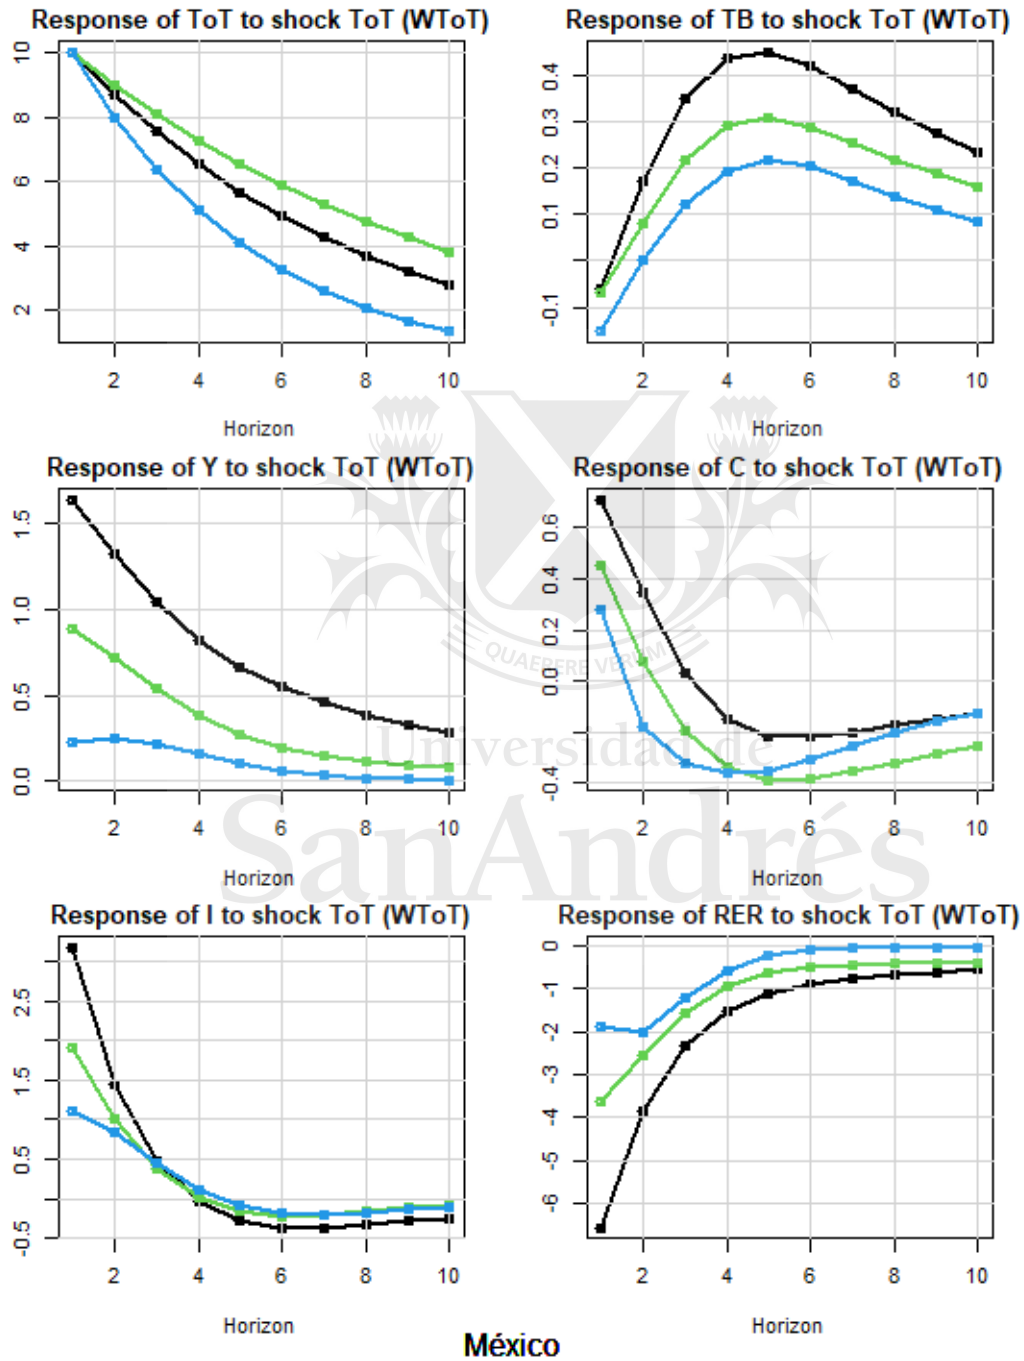 Response of ToT to shock ToT (WToT)
10
8
6
4
2
2 4 6 8 10
Horizon
Response of TB to shock ToT (WToT)
0.4
0.3
0.2
0.1
-0.1
2 4 6 8 10
Horizon
Response of Y to shock ToT (WToT)
1.5
1.0
0.5
0.0
2 4 6 8 10
Horizon
Response of C to shock ToT (WToT)
0.6
0.4
0.2
0.0
-0.4
2 4 6 8 10
Horizon
QUAERERE VERUM
Universidad de
SanAndrés
Response of I to shock ToT (WToT)
2.5
1.5
0.5
-0.5
2 4 6 8 10
Horizon
Response of RER to shock ToT (WToT)
0
-1
-2
-3
-4
-5
-6
2 4 6 8 10
Horizon
México